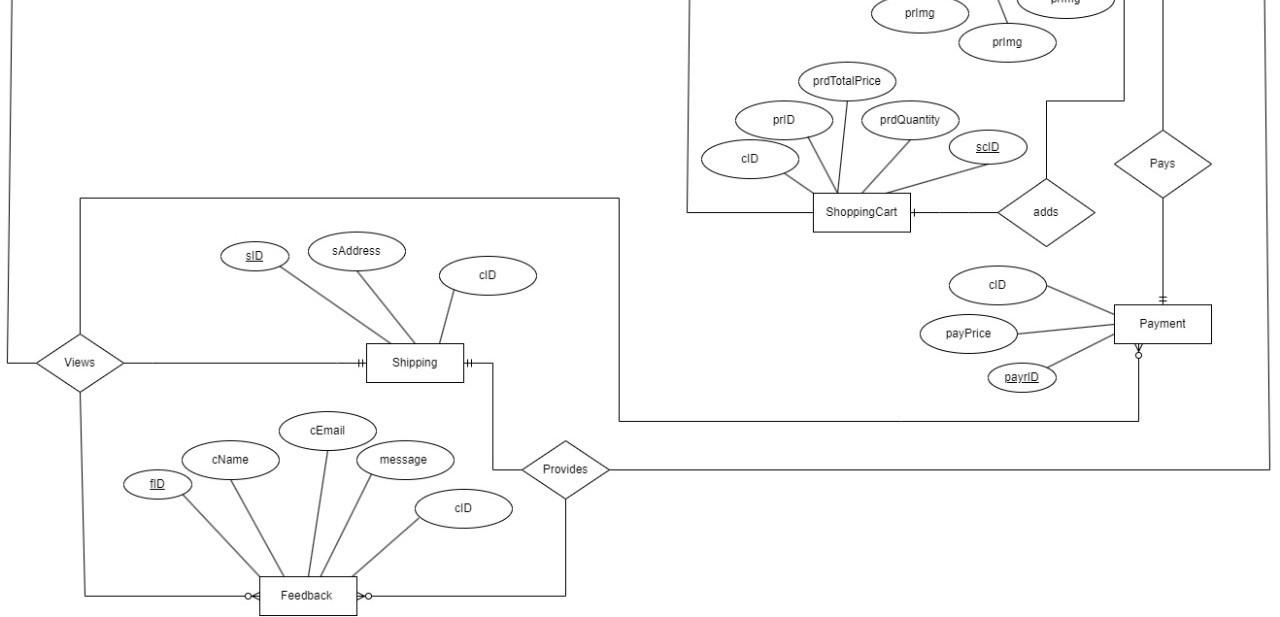 prImg
prImg
prImg
prdTotalPrice
prID
prdQuantity
scID
cID
Pays
ShoppingCart
adds
sID
sAddress
cID
cID
Payment
payPrice
payrID
Views
Shipping
cEmail
cName
message
Provides
fID
cID
Feedback